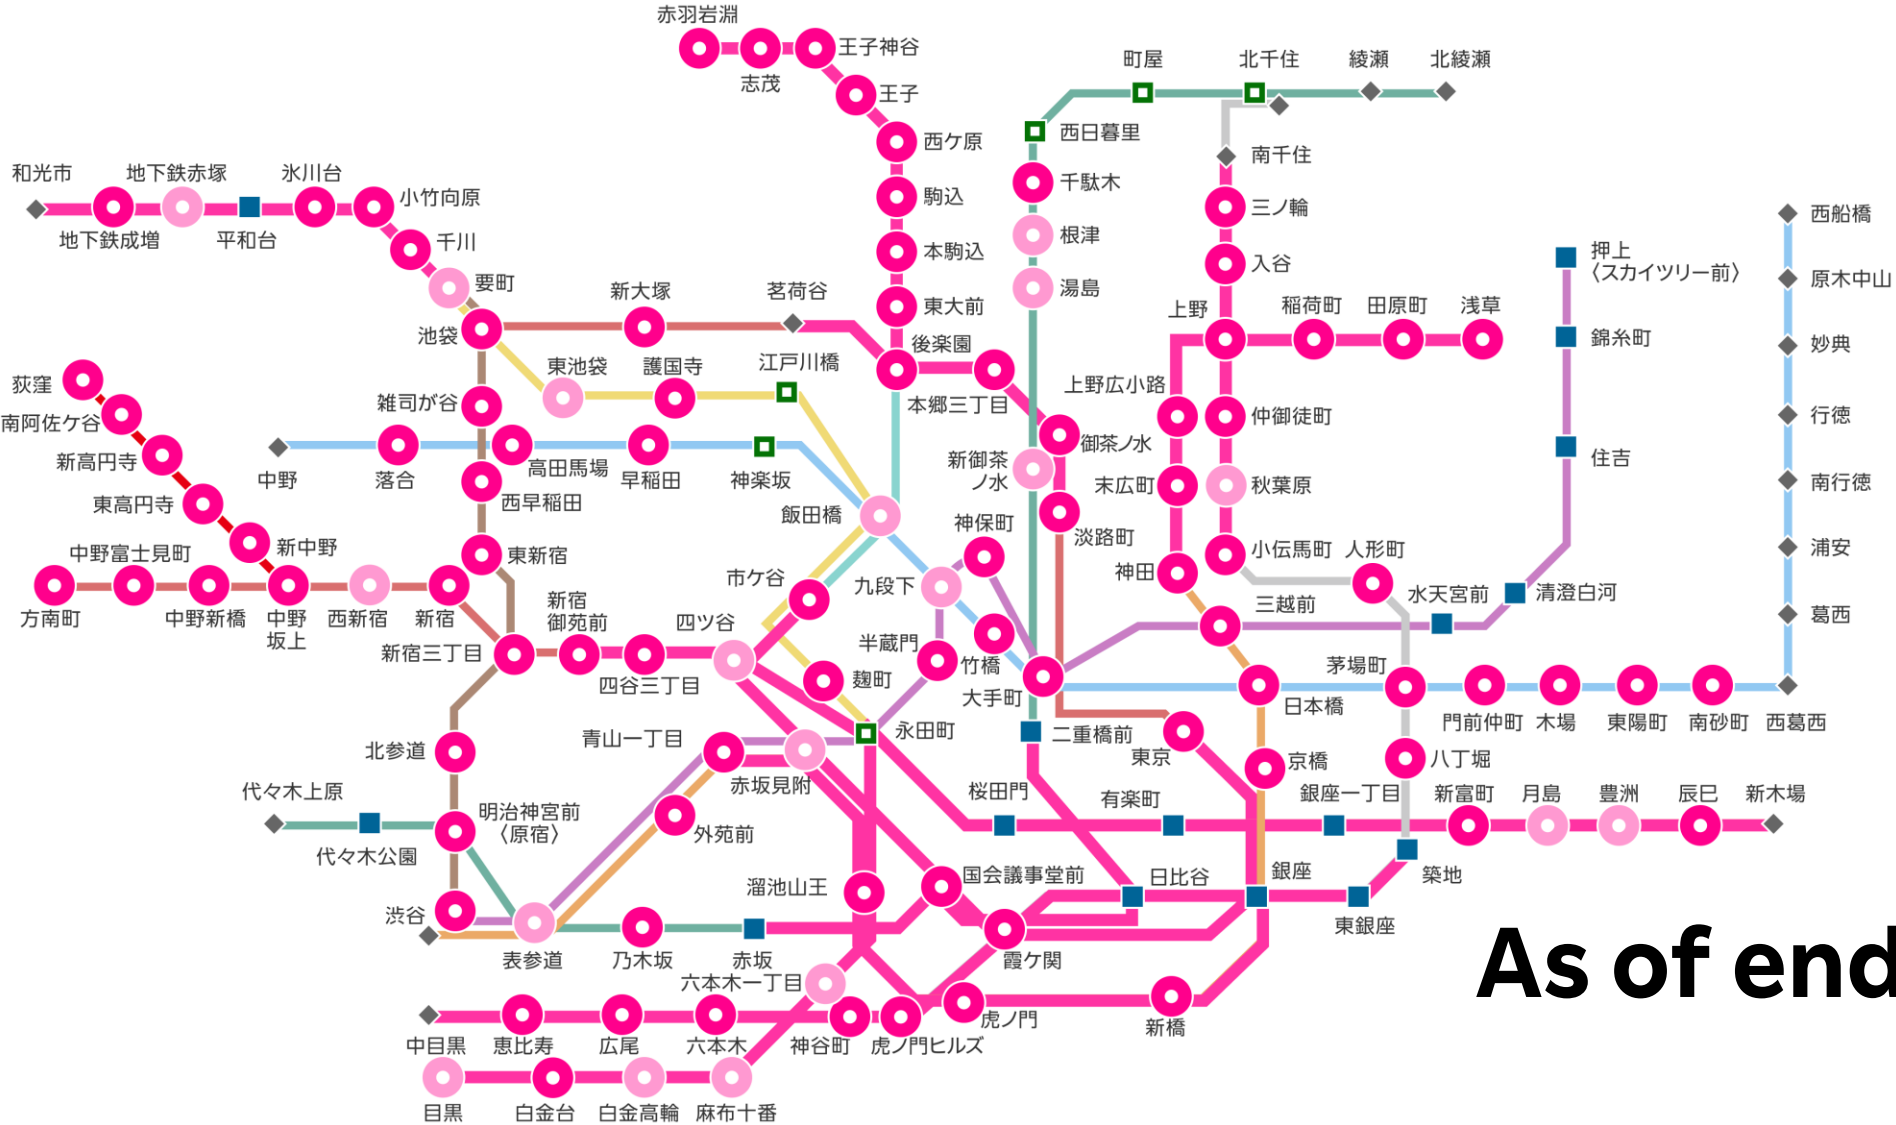 赤羽岩淵
志茂
王子神谷
王子
西ケ原
駒込
本駒込
東大前
後楽園
本郷三丁目
町屋
北千住
綾瀬
北綾瀬
西日暮里
千駄木
根津
湯島
新御茶
ノ水
南千住
三ノ輪
入谷
上野
稲荷町
田原町
浅草
上野広小路
仲御徒町
末広町
秋葉原
神田
小伝馬町
人形町
和光市
地下鉄成増
地下鉄赤塚
平和台
氷川台
小竹向原
千川
要町
池袋
新大塚
茗荷谷
東池袋
護国寺
江戸川橋
雑司が谷
西早稲田
東新宿
荻窪
南阿佐ケ谷
新高円寺
東高円寺
新中野
中野
落合
高田馬場
早稲田
神楽坂
飯田橋
方南町
中野富士見町
中野新橋
中野
坂上
西新宿
新宿
新宿三丁目
新宿
御苑前
四谷三丁目
四ツ谷
市ケ谷
麹町
九段下
神保町
半蔵門
竹橋
大手町
御茶ノ水
淡路町
三越前
水天宮前
清澄白河
住吉
錦糸町
押上
〈スカイツリー前〉
西船橋
原木中山
妙典
行徳
南行徳
浦安
葛西
西葛西
南砂町
東陽町
木場
門前仲町
茅場町
日本橋
八丁堀
京橋
東京
二重橋前
永田町
青山一丁目
赤坂見附
外苑前
北参道
代々木上原
代々木公園
明治神宮前
〈原宿〉
渋谷
表参道
乃木坂
赤坂
溜池山王
国会議事堂前
桜田門
有楽町
銀座一丁目
新富町
月島
豊洲
辰巳
新木場
日比谷
銀座
東銀座
築地
霞ケ関
六本木一丁目
虎ノ門
新橋
中目黒
恵比寿
広尾
六本木
神谷町
虎ノ門ヒルズ
目黒
白金台
白金高輪
麻布十番
As of end